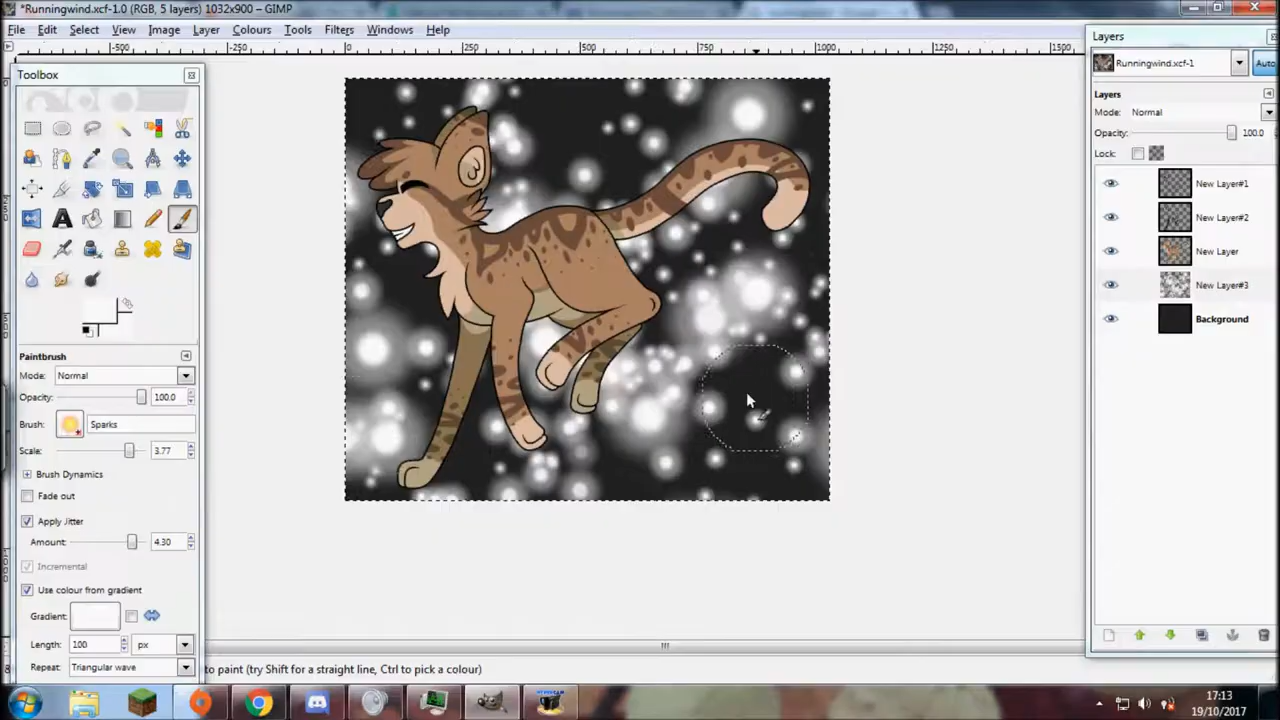 *Runningwind.xcf-1.0 (RGB, 5 layers) 1032x900 – GIMP
File Edit Select View Image Layer Colours Tools Filters Windows Help
-500 -250 0 250 500 750 1000 1250 1500
Toolbox
Paintbrush
Mode: Normal
Opacity: 100.0
Brush: Sparks
Scale: 3.77
Brush Dynamics
Fade out
Apply Jitter
Amount: 4.30
Incremental
Use colour from gradient
Gradient:
Length: 100 px
Repeat: Triangular wave
to paint (try Shift for a straight line, Ctrl to pick a colour)
Layers
Runningwind.xcf-1 Auto
Layers
Mode: Normal
Opacity: 100.0
Lock:
New Layer#1
New Layer#2
New Layer
New Layer#3
Background
17:13
19/10/2017